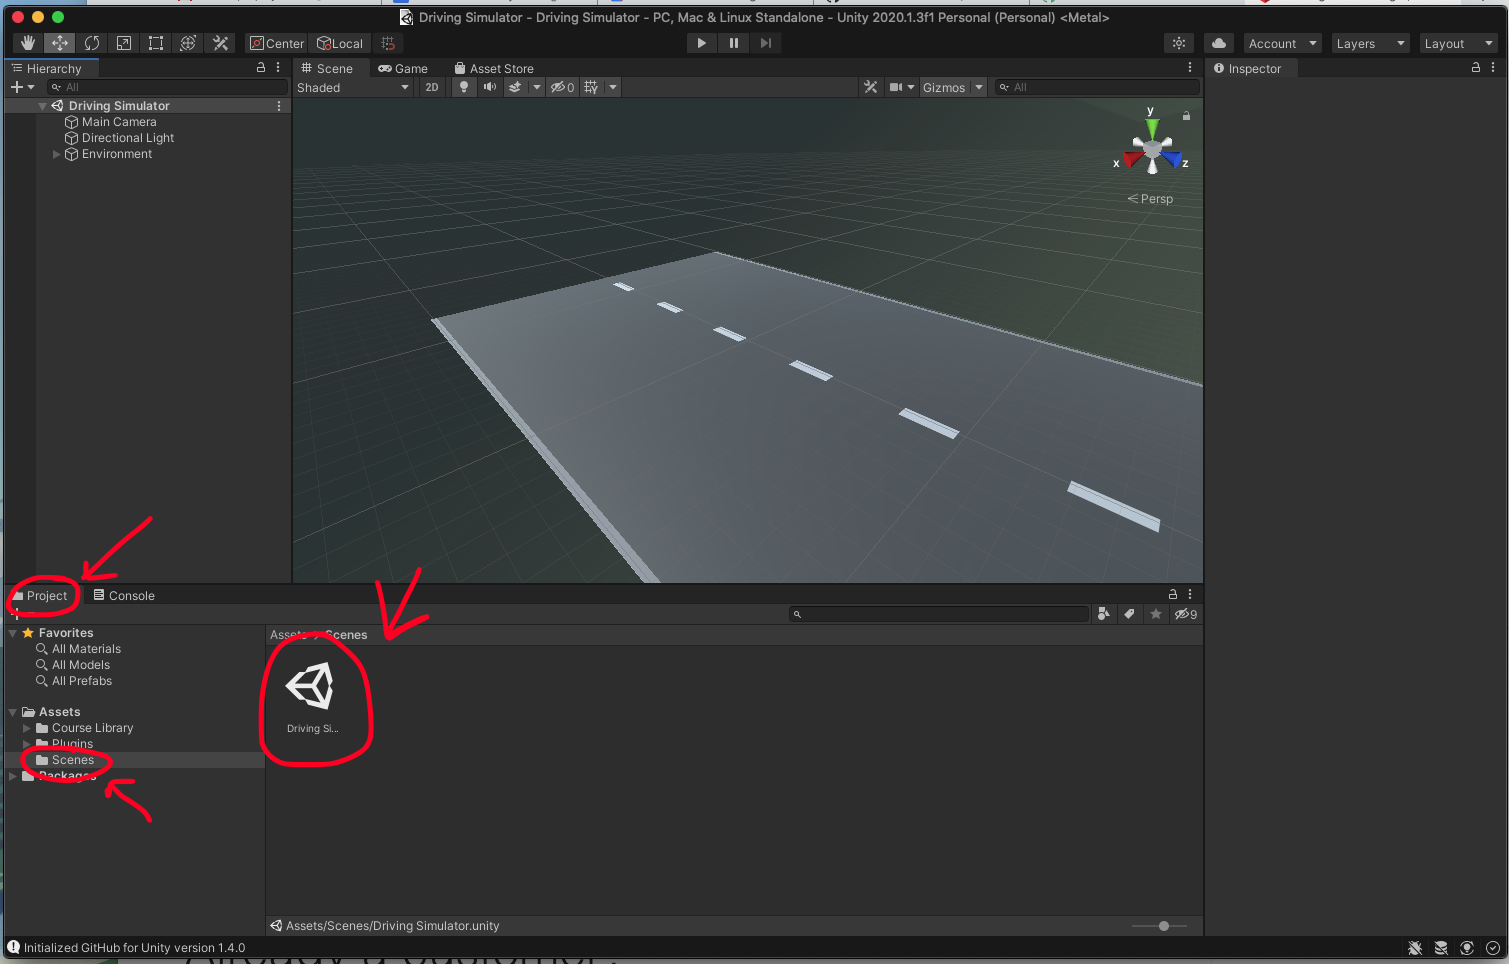 Driving Simulator - Driving Simulator - PC, Mac & Linux Standalone - Unity 2020.1.3f1 Personal (Personal) <Metal>
Center Local Account Layers Layout
Hierarchy Scene Game Asset Store Inspector
All Shaded 2D 0 Gizmos All
Driving Simulator
Main Camera
Directional Light
Environment
y
x z
Persp
Project Console
9
Favorites Assets Scenes
All Materials
All Models
All Prefabs
Assets
Course Library
Driving Si...
Plugins
Scenes
Packages
Assets/Scenes/Driving Simulator.unity
Initialized GitHub for Unity version 1.4.0